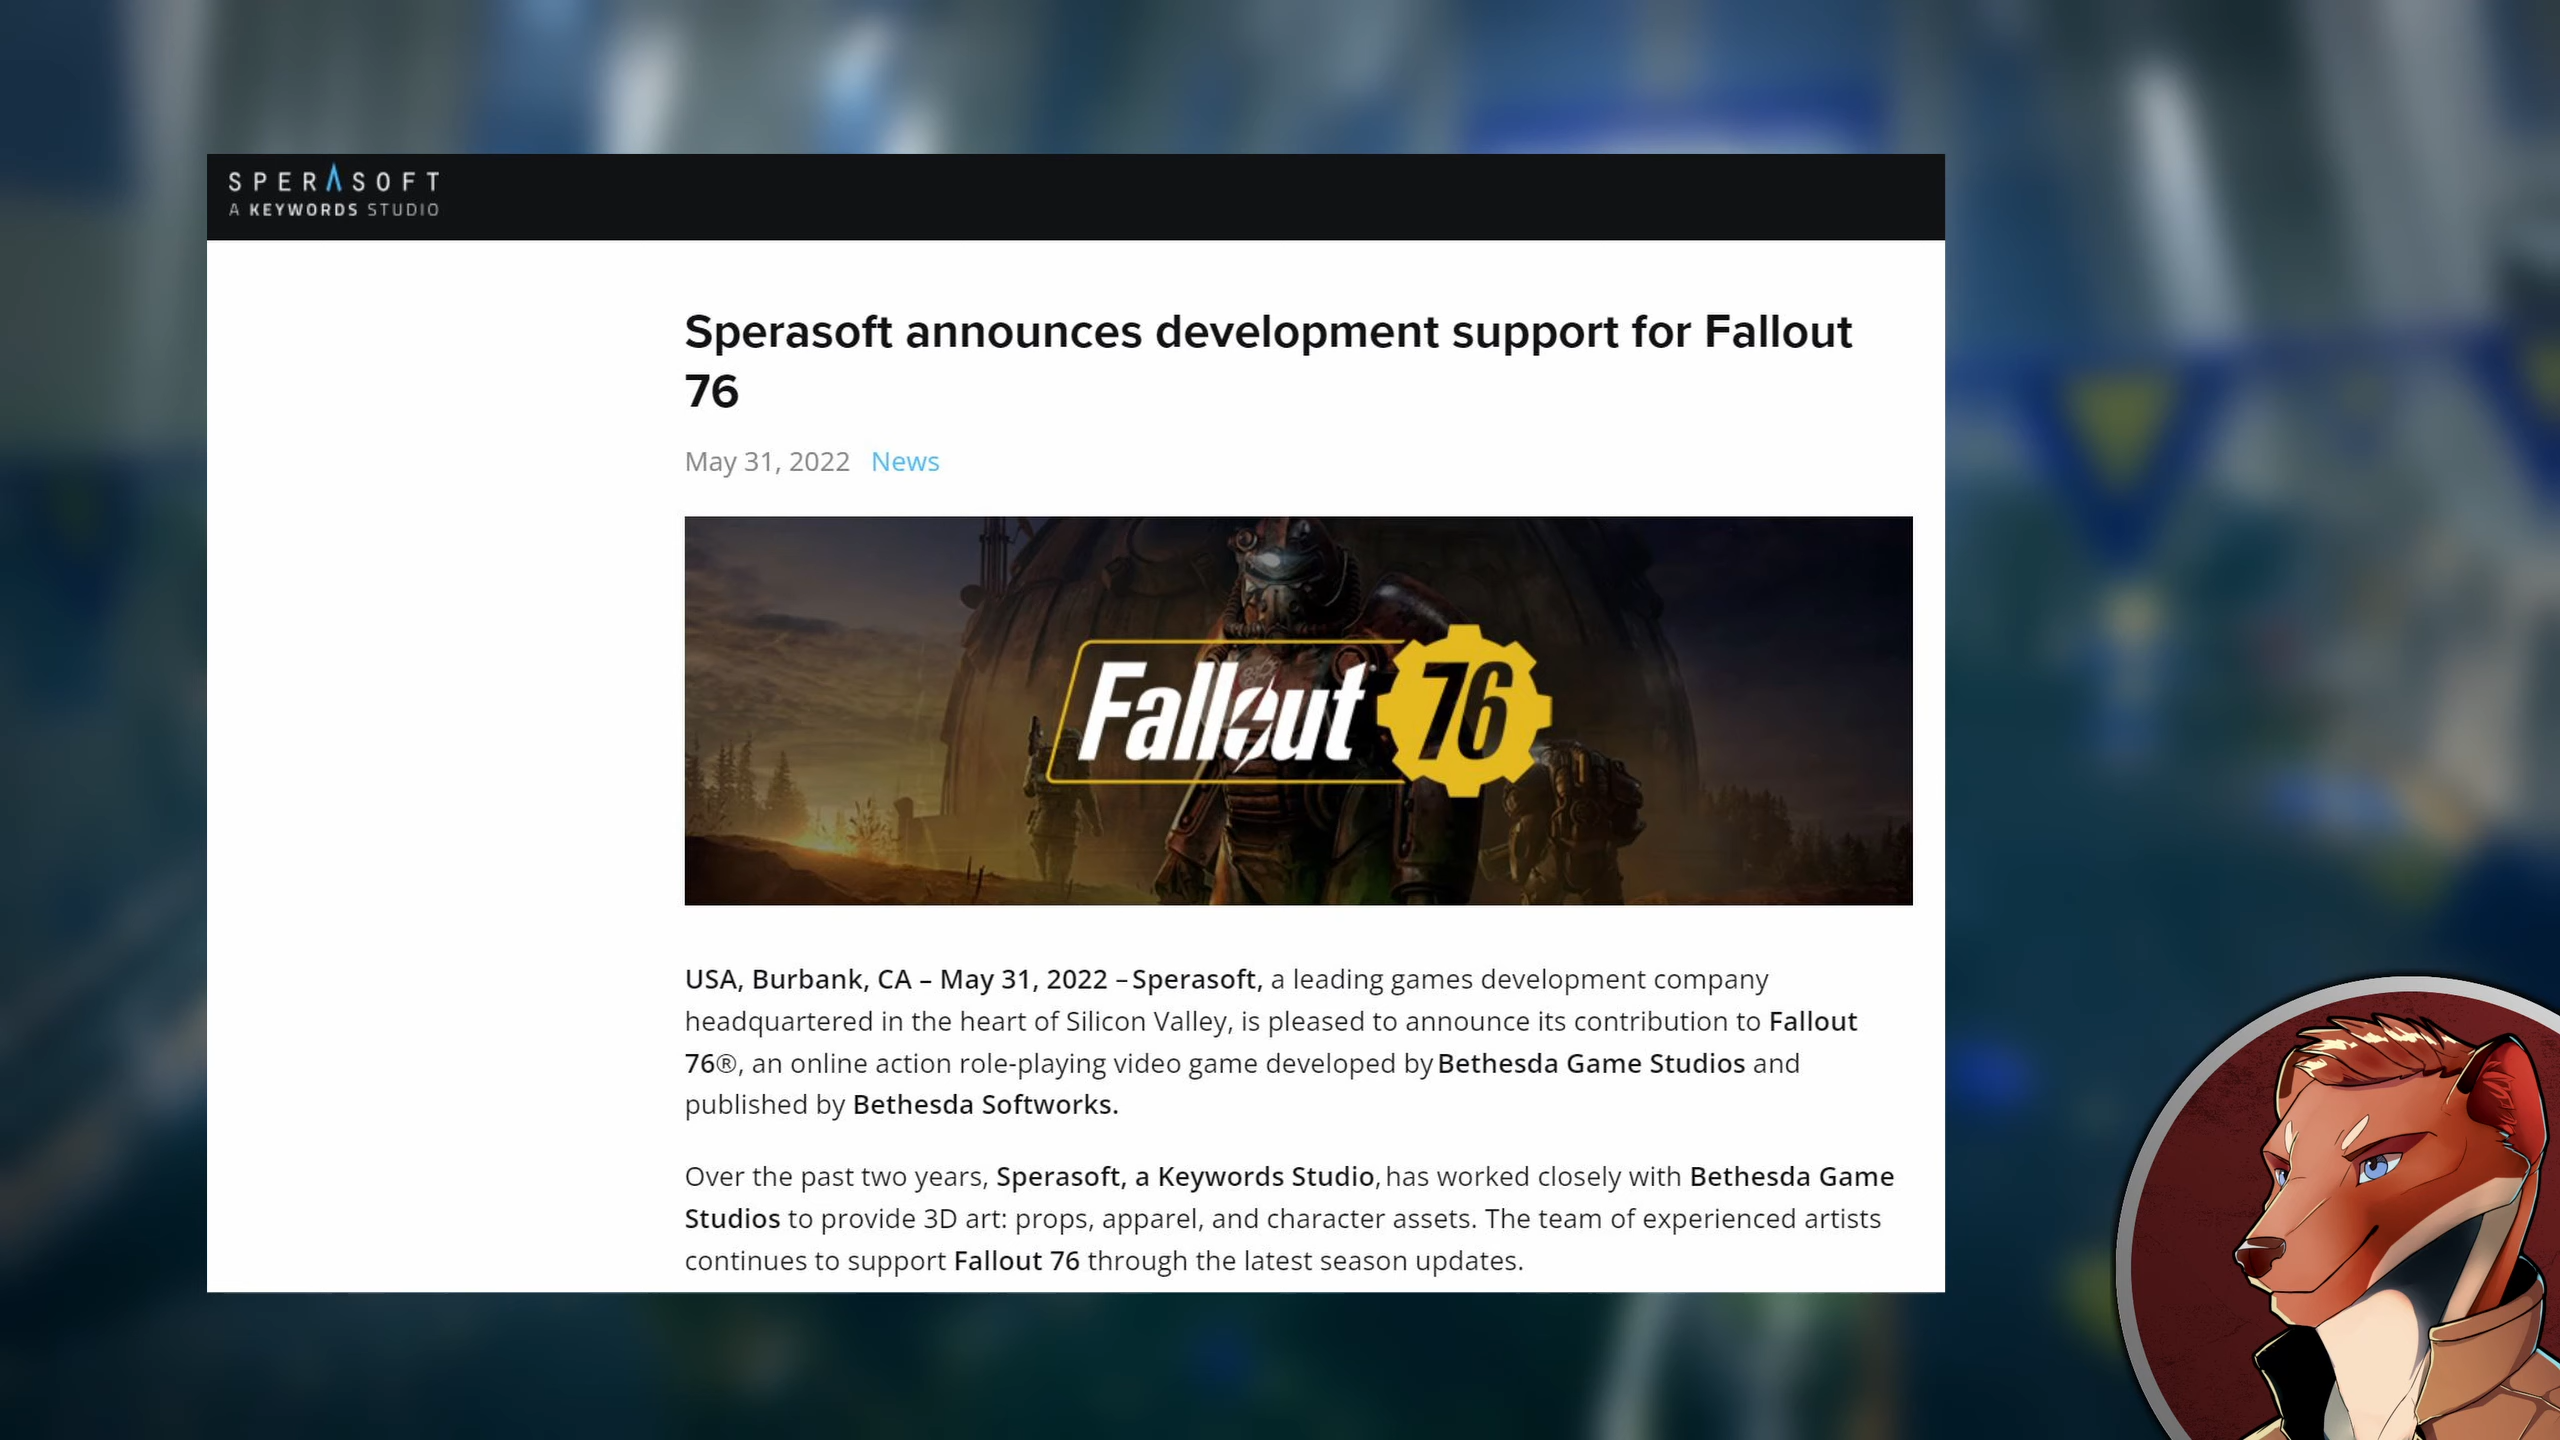 SPERASOFT
A KEYWORDS STUDIO
Sperasoft announces development support for Fallout
76
May 31, 2022 News
Fallout 76
USA, Burbank, CA – May 31, 2022 –Sperasoft, a leading games development company
headquartered in the heart of Silicon Valley, is pleased to announce its contribution to Fallout
76®, an online action role-playing video game developed by Bethesda Game Studios and
published by Bethesda Softworks.
Over the past two years, Sperasoft, a Keywords Studio, has worked closely with Bethesda Game
Studios to provide 3D art: props, apparel, and character assets. The team of experienced artists
continues to support Fallout 76 through the latest season updates.